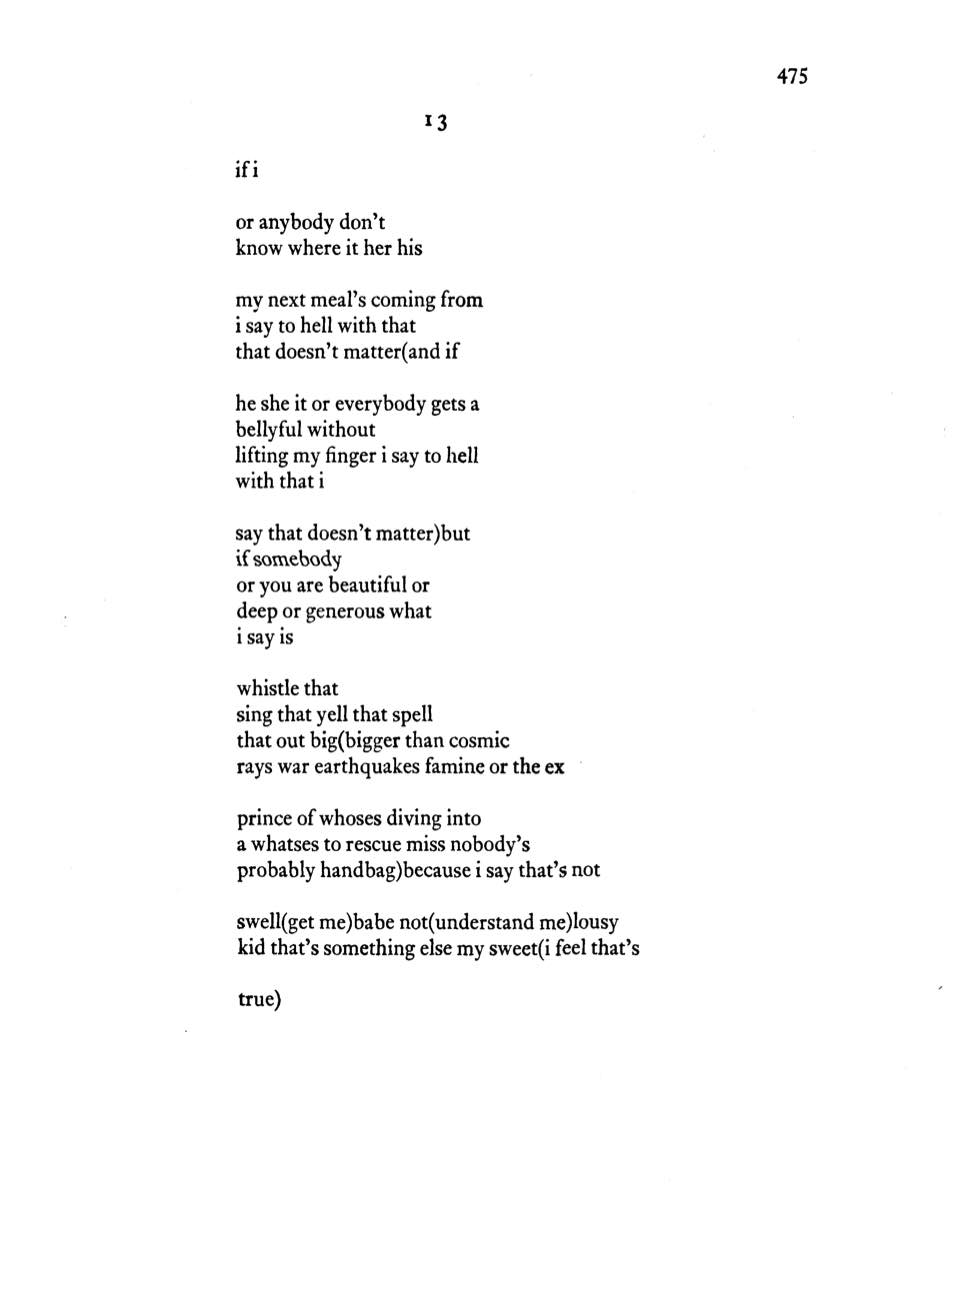 475
13
if i
or anybody don't
know where it her his
my next meal's coming from
i say to hell with that
that doesn't matter(and if
he she it or everybody gets a
bellyful without
lifting my finger i say to hell
with that i
say that doesn't matter)but
if somebody
or you are beautiful or
deep or generous what
i say is
whistle that
sing that yell that spell
that out big(bigger than cosmic
rays war earthquakes famine or the ex
prince of whoses diving into
a whatses to rescue miss nobody's
probably handbag)because i say that's not
swell(get me)babe not(understand me)lousy
kid that's something else my sweet(i feel that's
true)